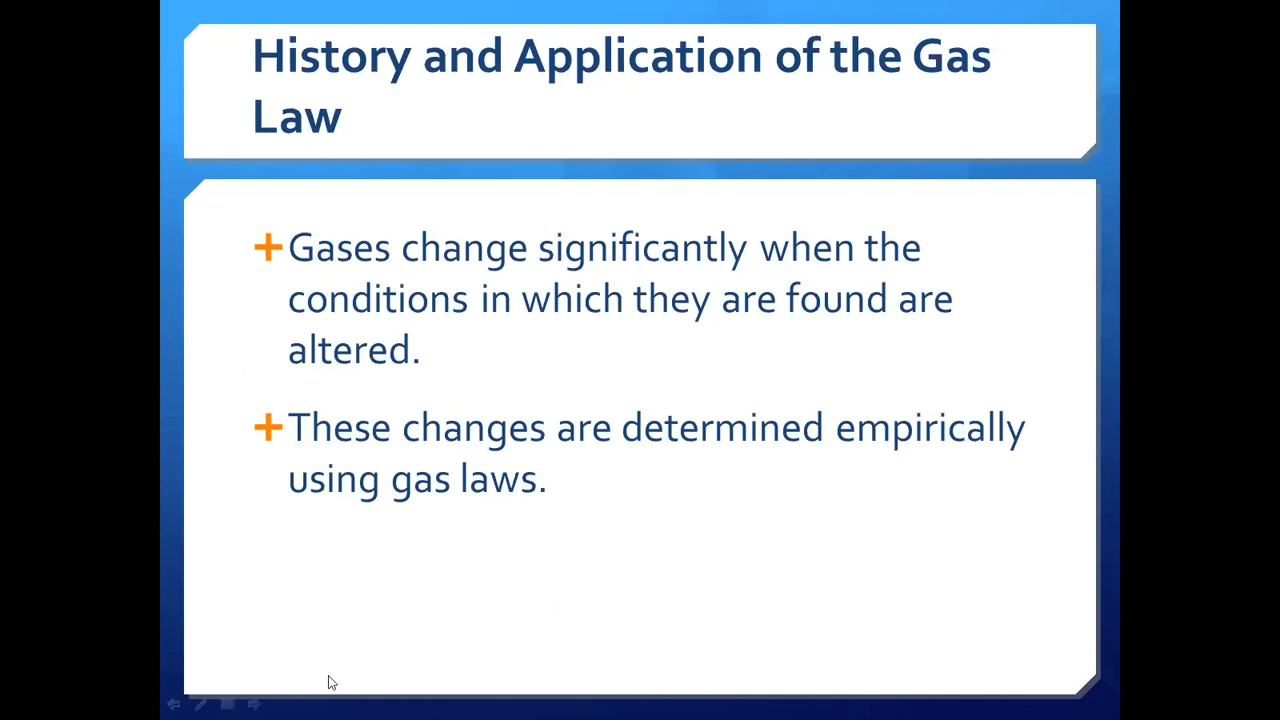 History and Application of the Gas
Law
Gases change significantly when the
conditions in which they are found are
altered.
These changes are determined empirically
using gas laws.